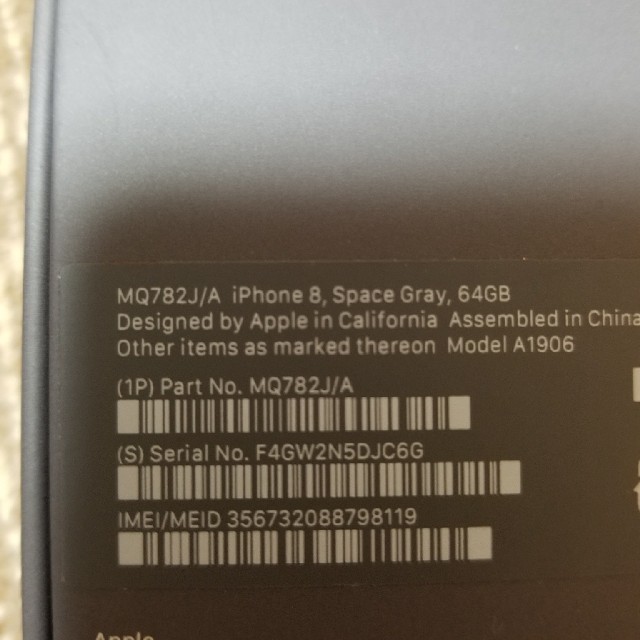 MQ782J/A iPhone 8, Space Gray, 64GB
Designed by Apple in California Assembled in China
Other items as marked thereon Model A1906
(1P) Part No. MQ782J/A
(S) Serial No. F4GW2N5DJC6G
IMEI/MEID 356732088798119
Apple